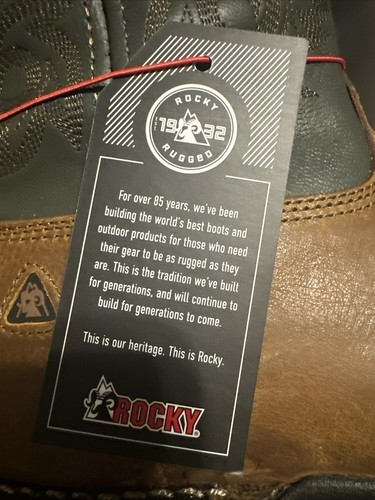 ROCKY
1932
RUGGED
For over 85 years, we've been
building the world's best boots and
outdoor products for those who need
their gear to be as rugged as they
are. This is the tradition we've built
for generations, and will continue to
build for generations to come.
This is our heritage. This is Rocky.
ROCKY